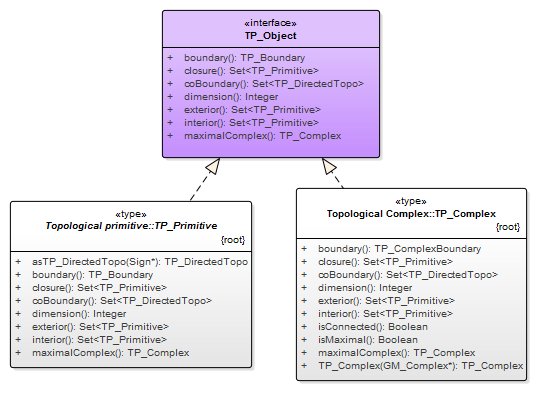 «interface»
TP_Object
+ boundary(): TP_Boundary
+ closure(): Set<TP_Primitive>
+ coBoundary(): Set<TP_DirectedTopo>
+ dimension(): Integer
+ exterior(): Set<TP_Primitive>
+ interior(): Set<TP_Primitive>
+ maximalComplex(): TP_Complex
«type»
Topological primitive::TP_Primitive
{root}
+ asTP_DirectedTopo(Sign*): TP_DirectedTopo
+ boundary(): TP_Boundary
+ closure(): Set<TP_Primitive>
+ coBoundary(): Set<TP_DirectedTopo>
+ dimension(): Integer
+ exterior(): Set<TP_Primitive>
+ interior(): Set<TP_Primitive>
+ maximalComplex(): TP_Complex
«type»
Topological Complex::TP_Complex
{root}
+ boundary(): TP_ComplexBoundary
+ closure(): Set<TP_Primitive>
+ coBoundary(): Set<TP_DirectedTopo>
+ dimension(): Integer
+ exterior(): Set<TP_Primitive>
+ interior(): Set<TP_Primitive>
+ isConnected(): Boolean
+ isMaximal(): Boolean
+ maximalComplex(): TP_Complex
+ TP_Complex(GM_Complex*): TP_Complex